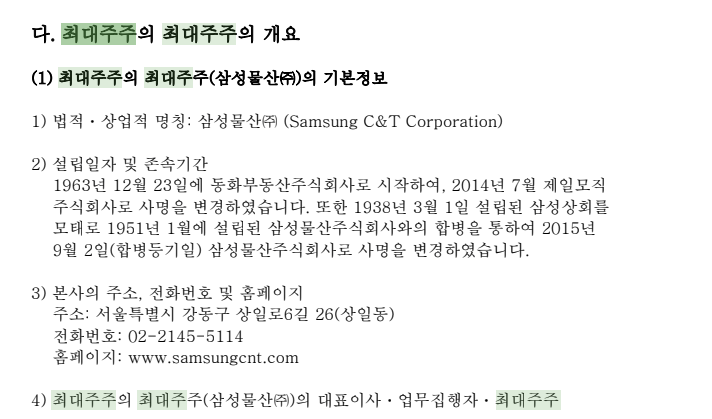 다. 최대주주의 최대주주의 개요
(1) 최대주주의 최대주주(삼성물산㈜)의 기본정보
1) 법적・상업적 명칭: 삼성물산㈜ (Samsung C&T Corporation)
2) 설립일자 및 존속기간
1963년 12월 23일에 동화부동산주식회사로 시작하여, 2014년 7월 제일모직
주식회사로 사명을 변경하였습니다. 또한 1938년 3월 1일 설립된 삼성상회를
모태로 1951년 1월에 설립된 삼성물산주식회사와의 합병을 통하여 2015년
9월 2일(합병등기일) 삼성물산주식회사로 사명을 변경하였습니다.
3) 본사의 주소, 전화번호 및 홈페이지
주소: 서울특별시 강동구 상일로6길 26(상일동)
전화번호: 02-2145-5114
홈페이지: www.samsungcnt.com
4) 최대주주의 최대주주(삼성물산㈜)의 대표이사・업무집행자・최대주주